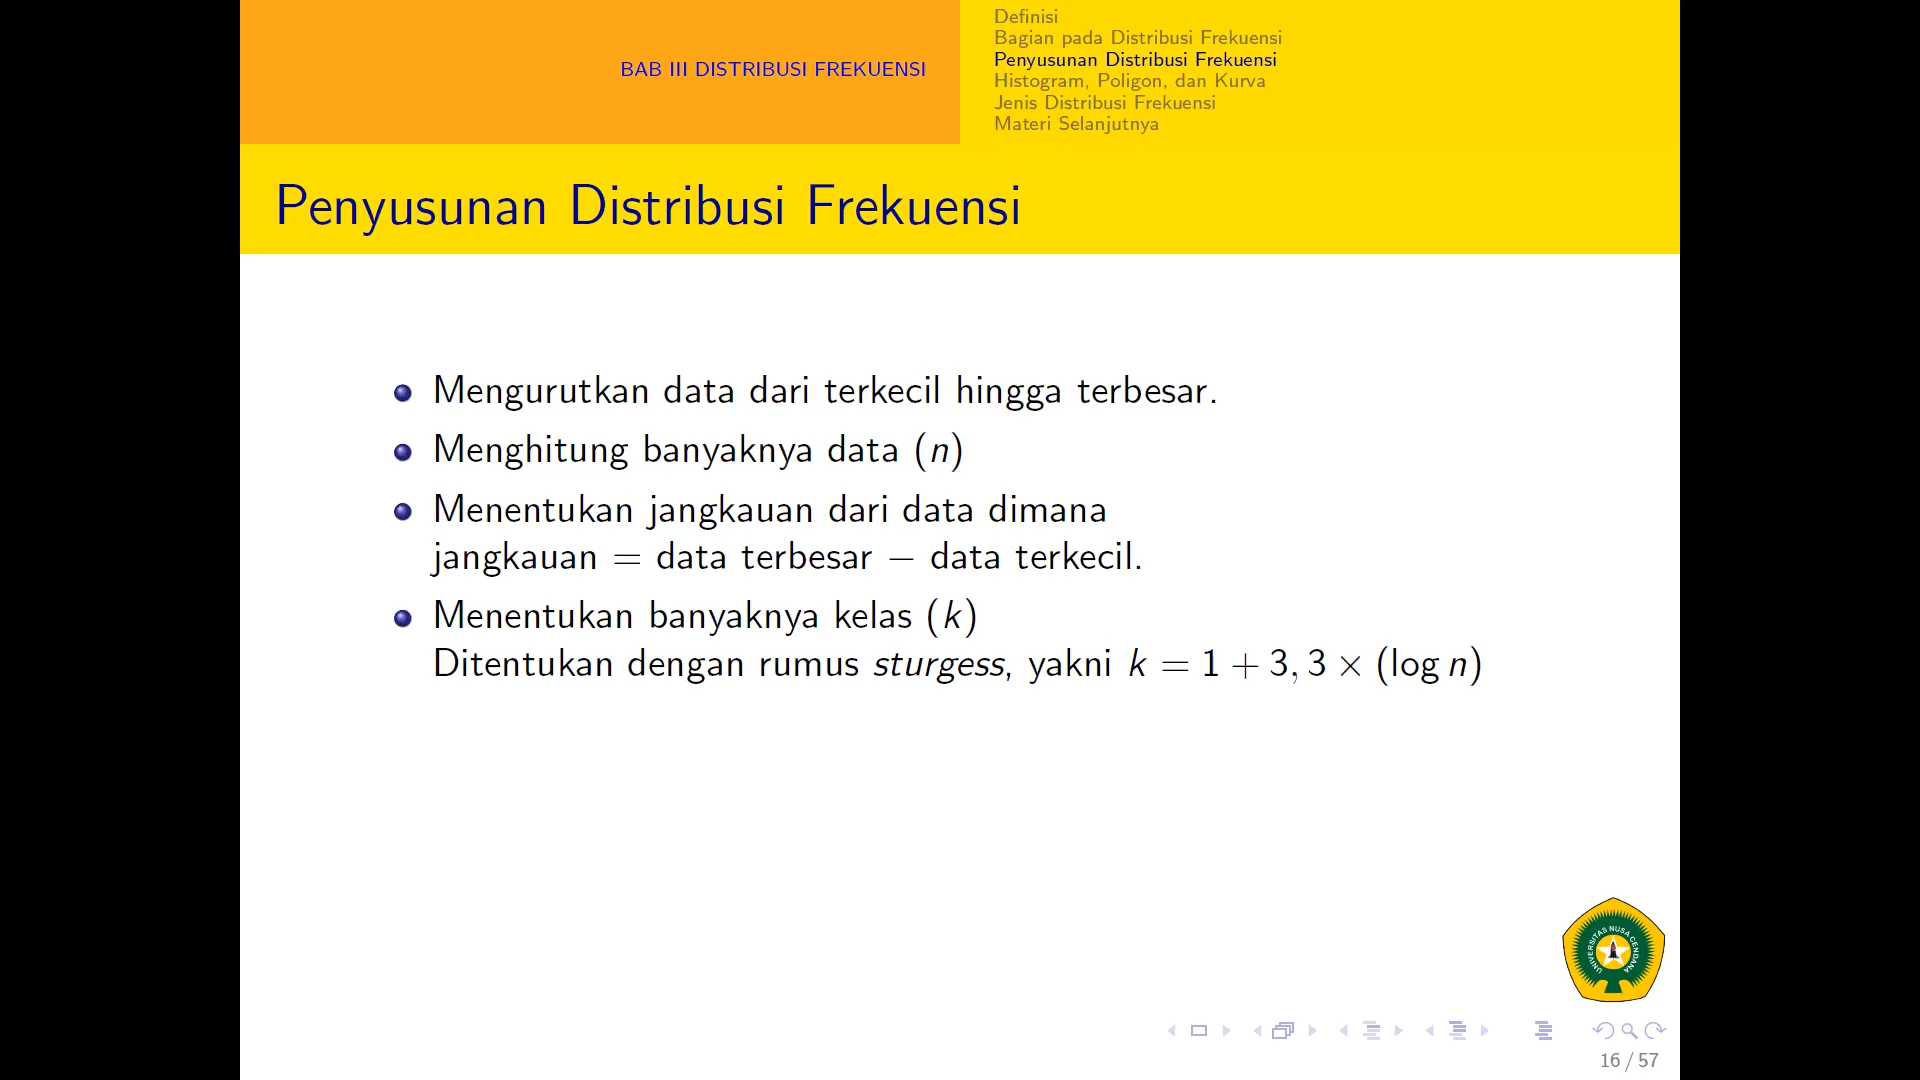 BAB III DISTRIBUSI FREKUENSI
Definisi
Bagian pada Distribusi Frekuensi
Penyusunan Distribusi Frekuensi
Histogram, Poligon, dan Kurva
Jenis Distribusi Frekuensi
Materi Selanjutnya
Penyusunan Distribusi Frekuensi
Mengurutkan data dari terkecil hingga terbesar.
Menghitung banyaknya data (n)
Menentukan jangkauan dari data dimana
jangkauan = data terbesar − data terkecil.
Menentukan banyaknya kelas (k)
Ditentukan dengan rumus sturgess, yakni k = 1 + 3, 3 × (log n)
UNIVERSITAS NUSA CENDANA
16 / 57